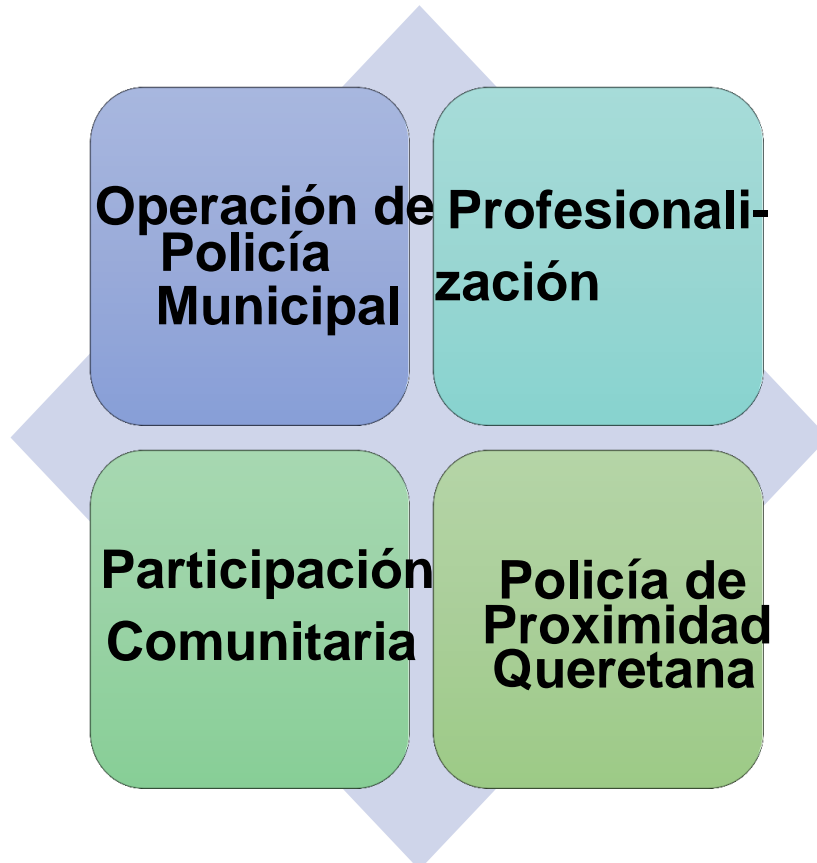 Operación de
Policía
Municipal
Profesionali-
zación
Participación
Comunitaria
Policía de
Proximidad
Queretana